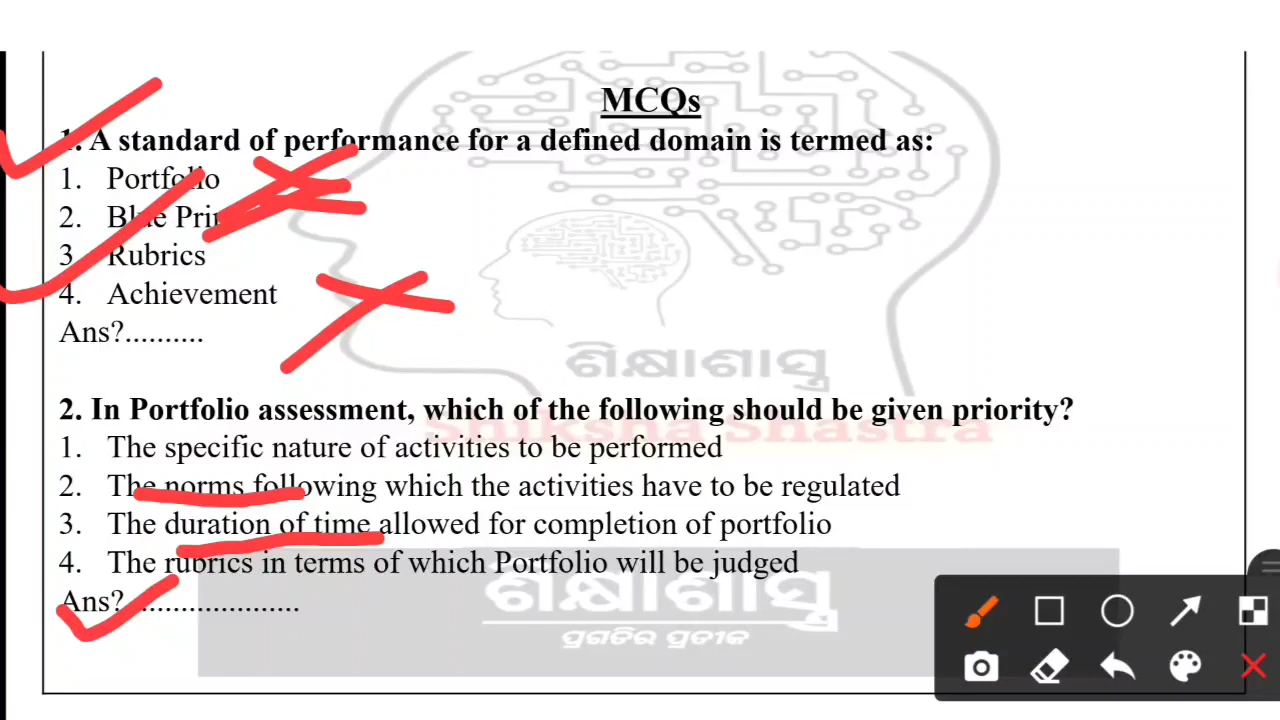 MCQs
1. A standard of performance for a defined domain is termed as:
1. Portfolio
2. Blue Print
3. Rubrics
4. Achievement
Ans?..........
ଶିକ୍ଷାଶାସ୍ତ୍ର
2. In Portfolio assessment, which of the following should be given priority?
Shiksha Shastra
1. The specific nature of activities to be performed
2. The norms following which the activities have to be regulated
3. The duration of time allowed for completion of portfolio
4. The rubrics in terms of which Portfolio will be judged
ଶିକ୍ଷାଶାସ୍ତ୍ର
Ans?......................
ପ୍ରଗତିର ପ୍ରତୀକ